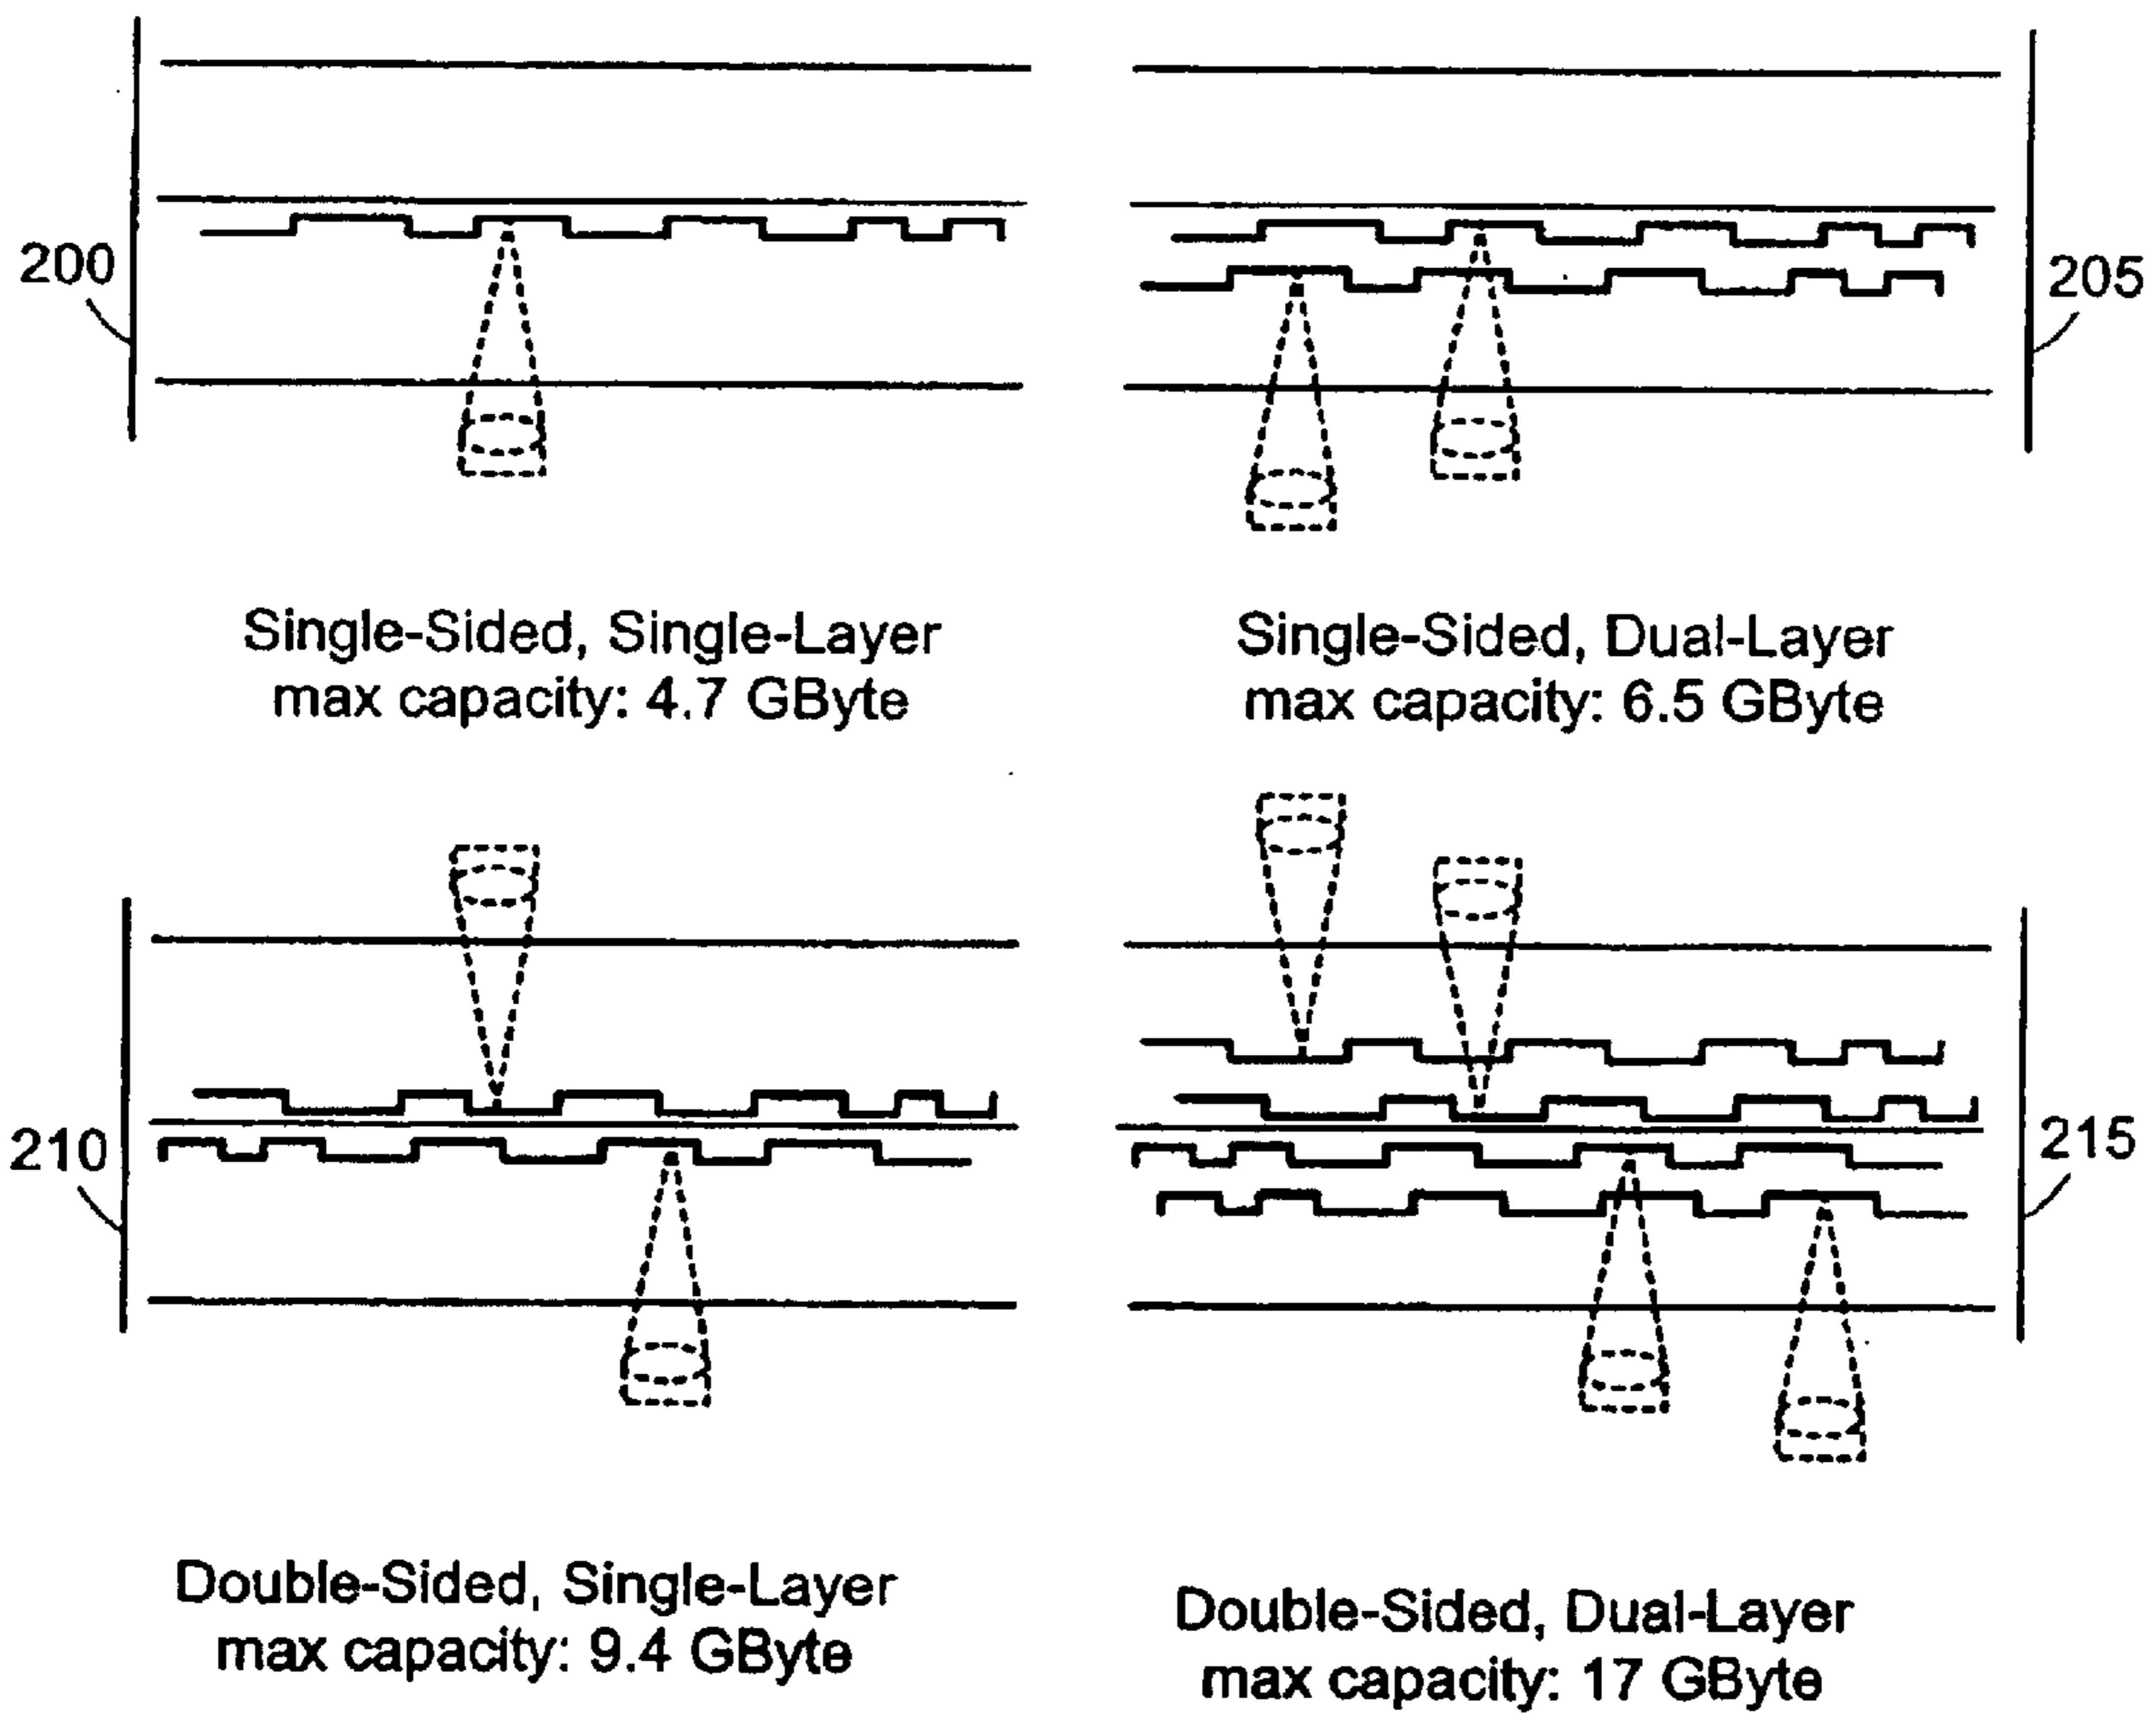 200
205
Single-Sided, Single-Layer
max capacity: 4.7 GByte
Single-Sided, Dual-Layer
max capacity: 6.5 GByte
210
215
Double-Sided, Single-Layer
max capacity: 9.4 GByte
Double-Sided, Dual-Layer
max capacity: 17 GByte